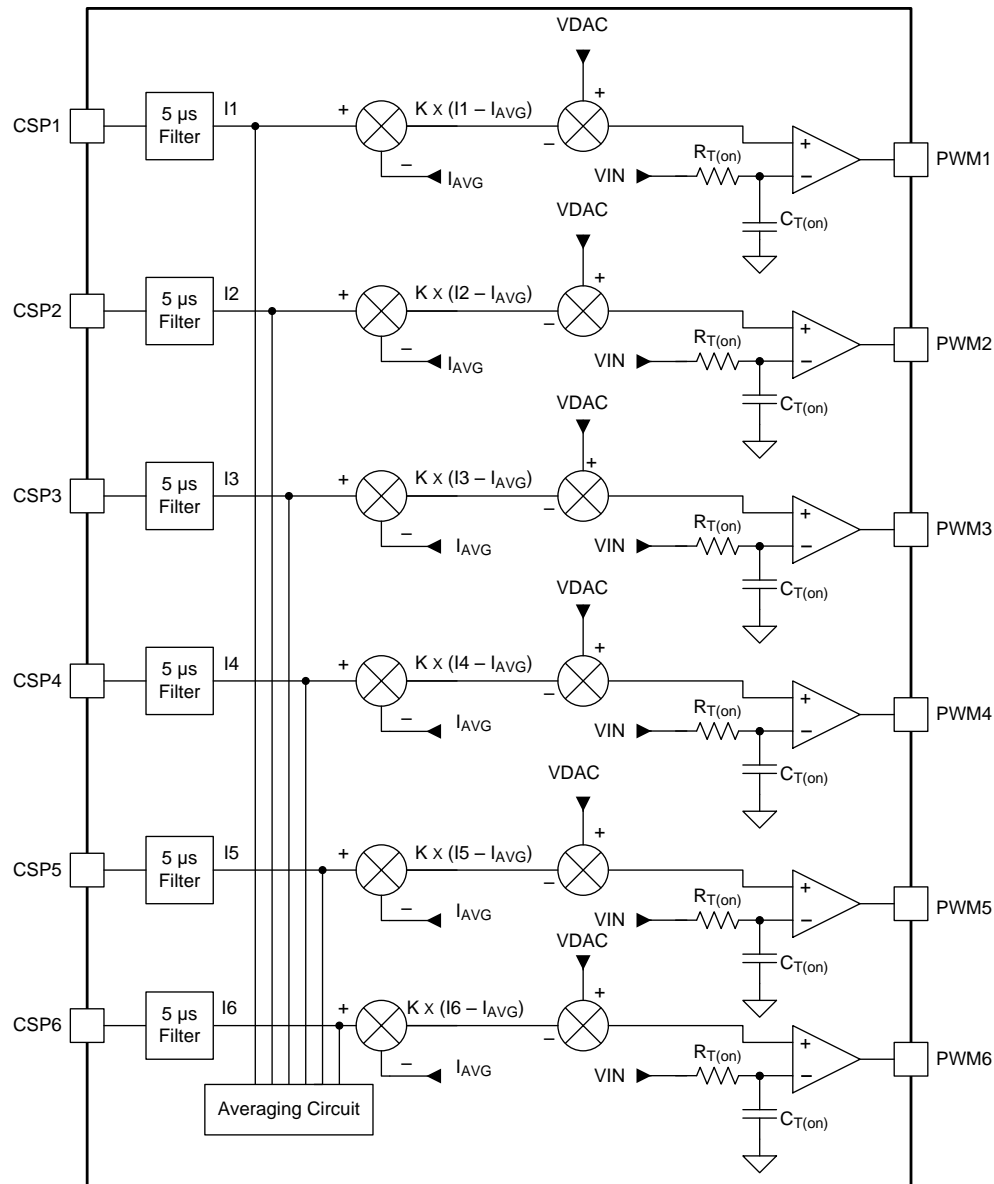 VDAC
CSP1
5 µs
Filter
I1
+
K X (I1 – IAVG)
+
–
–
IAVG
VIN
RT(on)
+
–
CT(on)
PWM1
VDAC
CSP2
5 µs
Filter
I2
+
K X (I2 – IAVG)
+
–
–
IAVG
VIN
RT(on)
+
–
CT(on)
PWM2
VDAC
CSP3
5 µs
Filter
I3
+
K X (I3 – IAVG)
+
–
–
IAVG
VIN
RT(on)
+
–
CT(on)
PWM3
VDAC
CSP4
5 µs
Filter
I4
+
K X (I4 – IAVG)
+
–
–
IAVG
VIN
RT(on)
+
–
CT(on)
PWM4
VDAC
CSP5
5 µs
Filter
I5
+
K X (I5 – IAVG)
+
–
–
IAVG
VIN
RT(on)
+
–
CT(on)
PWM5
VDAC
CSP6
5 µs
Filter
I6
+
K X (I6 – IAVG)
+
–
–
IAVG
VIN
RT(on)
+
–
CT(on)
PWM6
Averaging Circuit